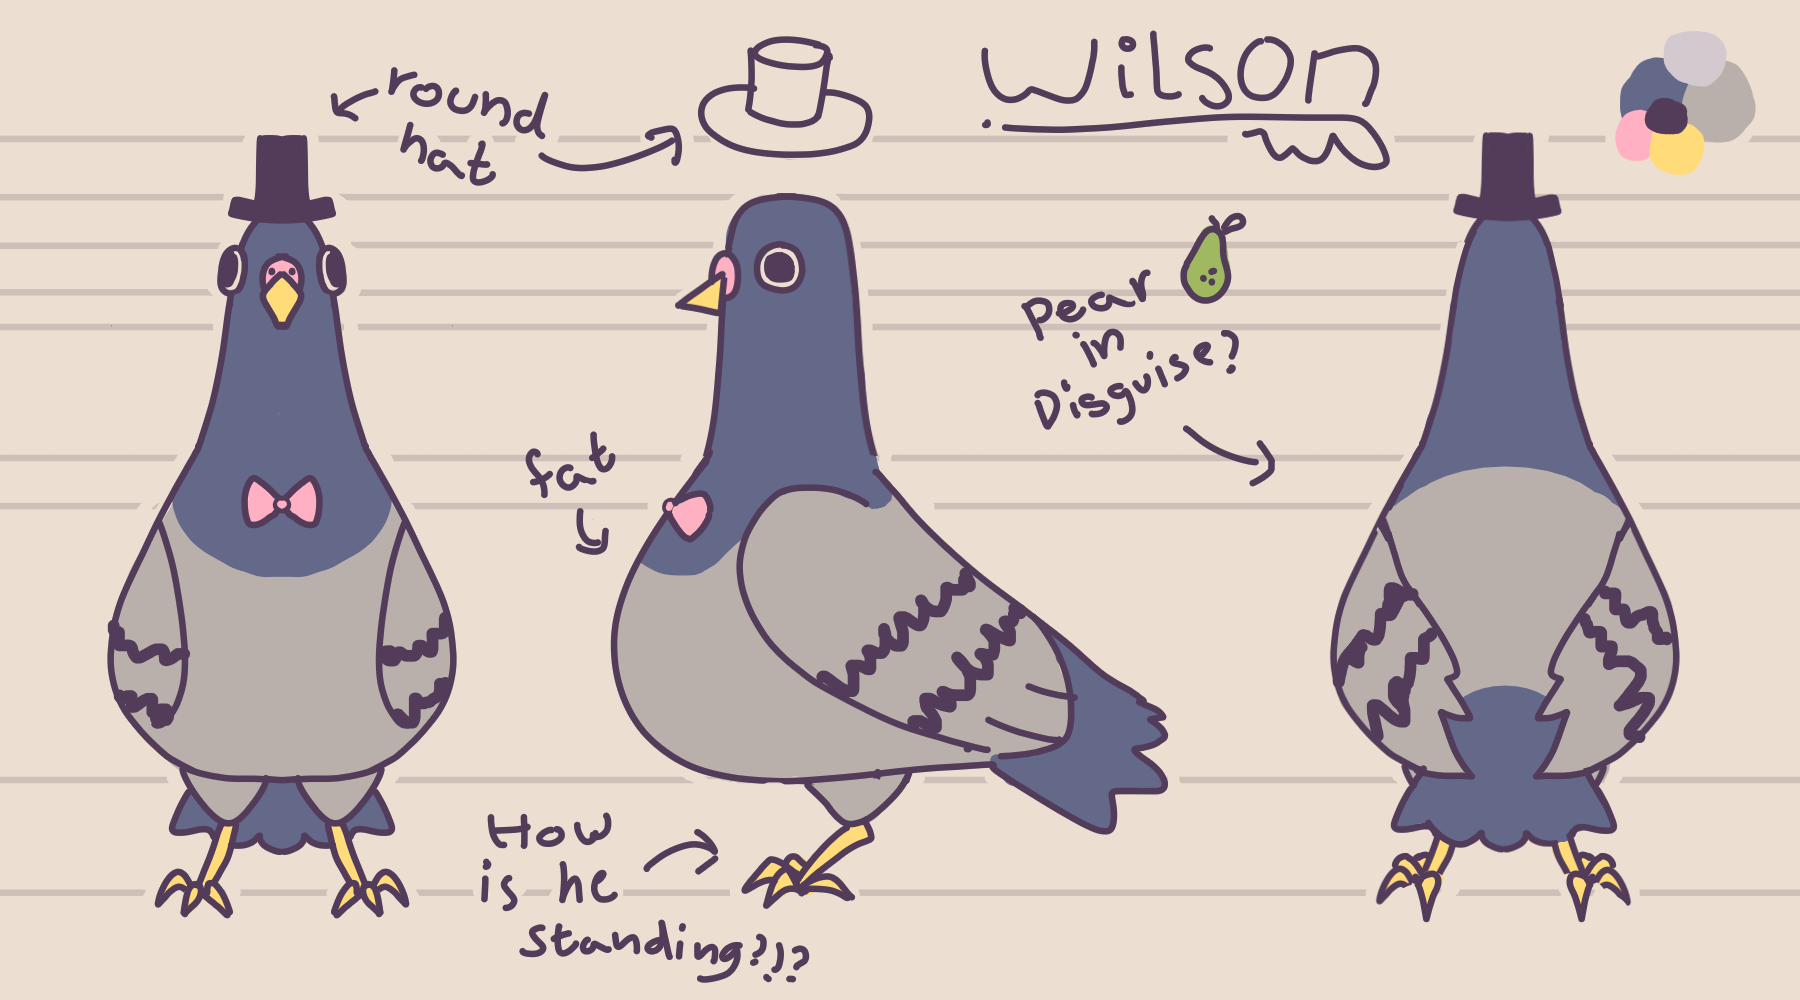 round
hat
Wilson
pear
in
Disguise?
fat
How
is he
standing?!?